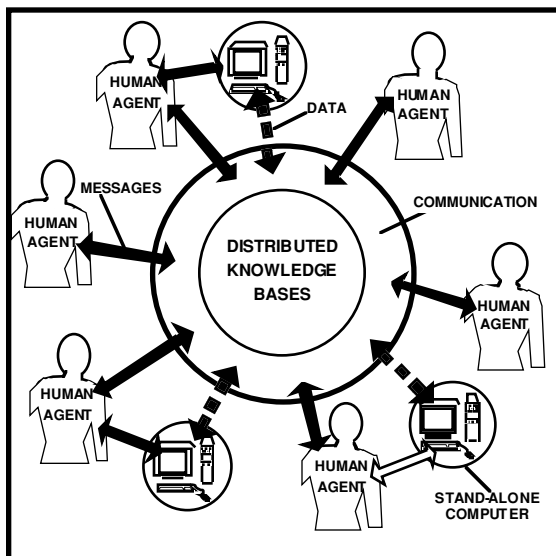 HUMAN
AGENT
DATA
HUMAN
AGENT
MESSAGES
COMMUNICATION
HUMAN
AGENT
DISTRIBUTED
KNOWLEDGE
BASES
HUMAN
AGENT
HUMAN
AGENT
HUMAN
AGENT
STAND-ALONE
COMPUTER